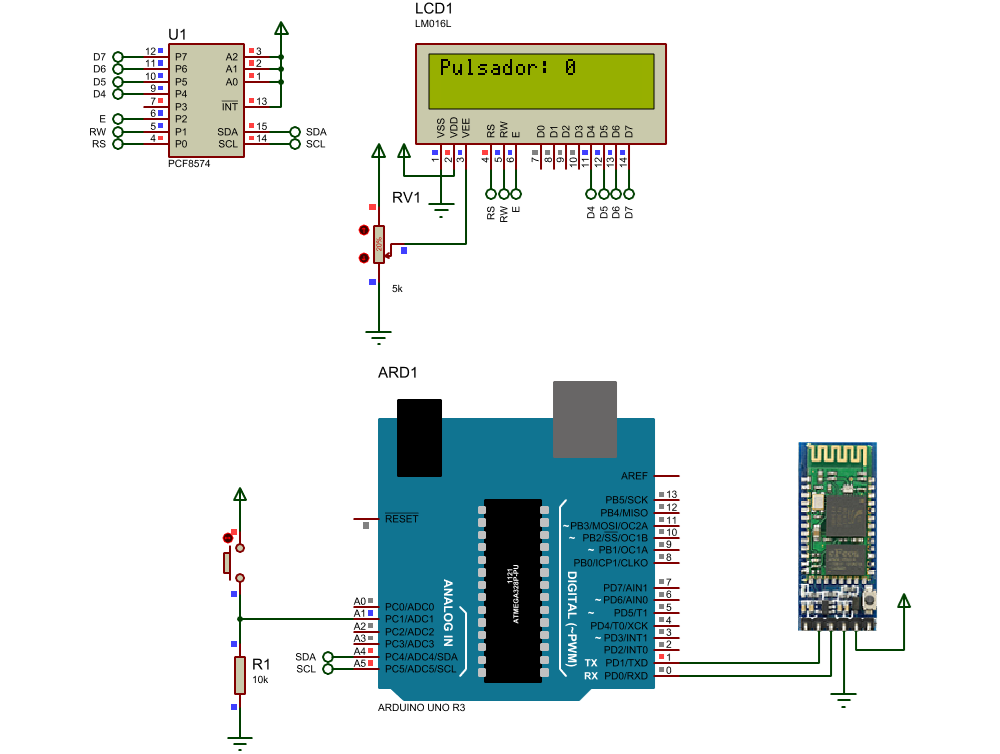 U1
D7 12 P7 A2 3
D6 11 P6 A1 2
D5 10 P5 A0 1
D4 9 P4
7 P3 INT 13
E 6 P2
RW 5 P1 SDA 15 SDA
RS 4 P0 SCL 14 SCL
PCF8574
LCD1
LM016L
Pulsador: 0
VSS VDD VEE RS RW E D0 D1 D2 D3 D4 D5 D6 D7
1 2 3 4 5 6 7 8 9 10 11 12 13 14
RS RW E D4 D5 D6 D7
RV1
20%
5k
ARD1
AREF
RESET
PB5/SCK 13
PB4/MISO 12
~PB3/MOSI/OC2A 11
~ PB2/SS/OC1B 10
~ PB1/OC1A 9
PB0/ICP1/CLKO 8
PD7/AIN1 7
~ PD6/AIN0 6
~ PD5/T1 5
PD4/T0/XCK 4
~ PD3/INT1 3
PD2/INT0 2
TX PD1/TXD 1
RX PD0/RXD 0
DIGITAL (~PWM)
ANALOG IN
1121
ATMEGA328P-PU
A0 PC0/ADC0
A1 PC1/ADC1
A2 PC2/ADC2
A3 PC3/ADC3
SDA A4 PC4/ADC4/SDA
SCL A5 PC5/ADC5/SCL
ARDUINO UNO R3
R1
10k